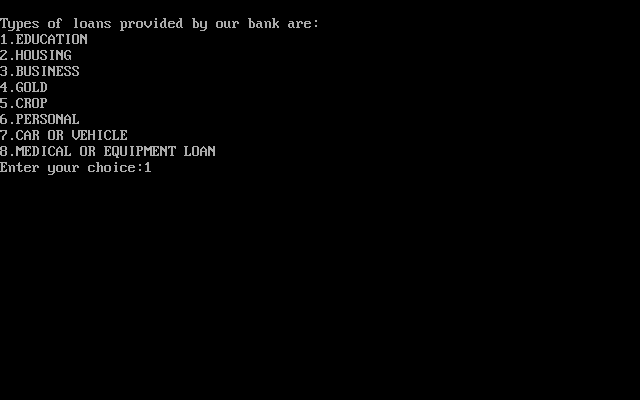 Types of loans provided by our bank are:
1.EDUCATION
2.HOUSING
3.BUSINESS
4.GOLD
5.CROP
6.PERSONAL
7.CAR OR VEHICLE
8.MEDICAL OR EQUIPMENT LOAN
Enter your choice:1